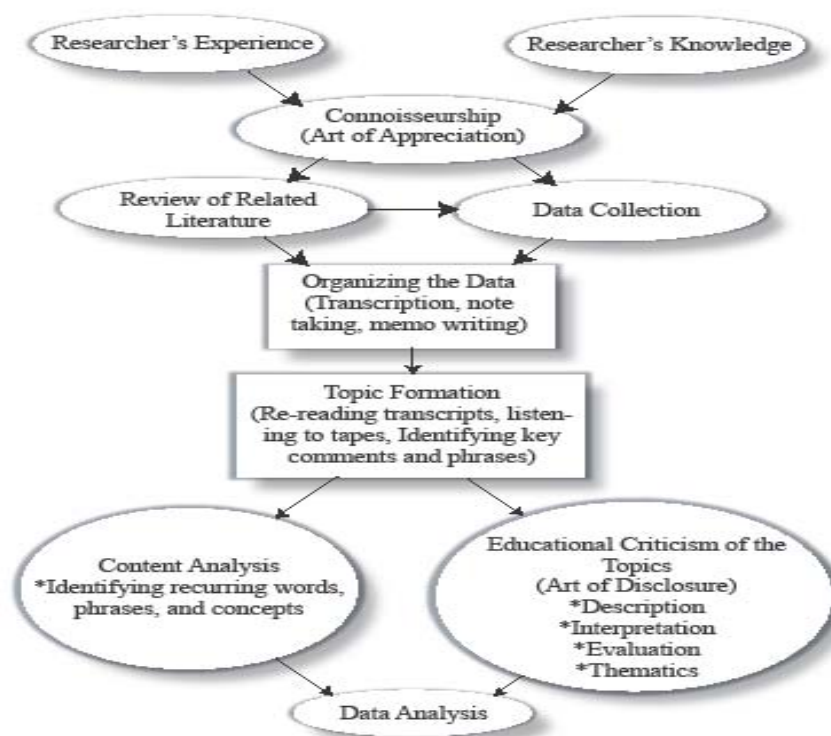 Researcher's Experience
Researcher's Knowledge
Connoisseurship
(Art of Appreciation)
Review of Related
Literature
Data Collection
Organizing the Data
(Transcription, note
taking, memo writing)
Topic Formation
(Re-reading transcripts, listen-
ing to tapes, Identifying key
comments and phrases)
Content Analysis
*Identifying recurring words,
phrases, and concepts
Educational Criticism of the
Topics
(Art of Disclosure)
*Description
*Interpretation
*Evaluation
*Thematics
Data Analysis